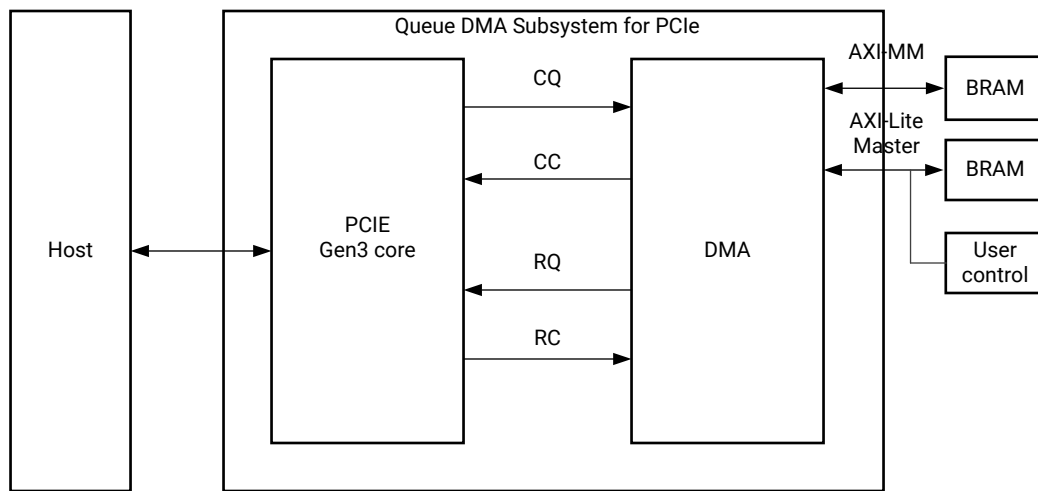 Queue DMA Subsystem for PCIe
Host
PCIE
Gen3 core
CQ
CC
RQ
RC
DMA
AXI-MM
BRAM
AXI-Lite
Master
BRAM
User
control